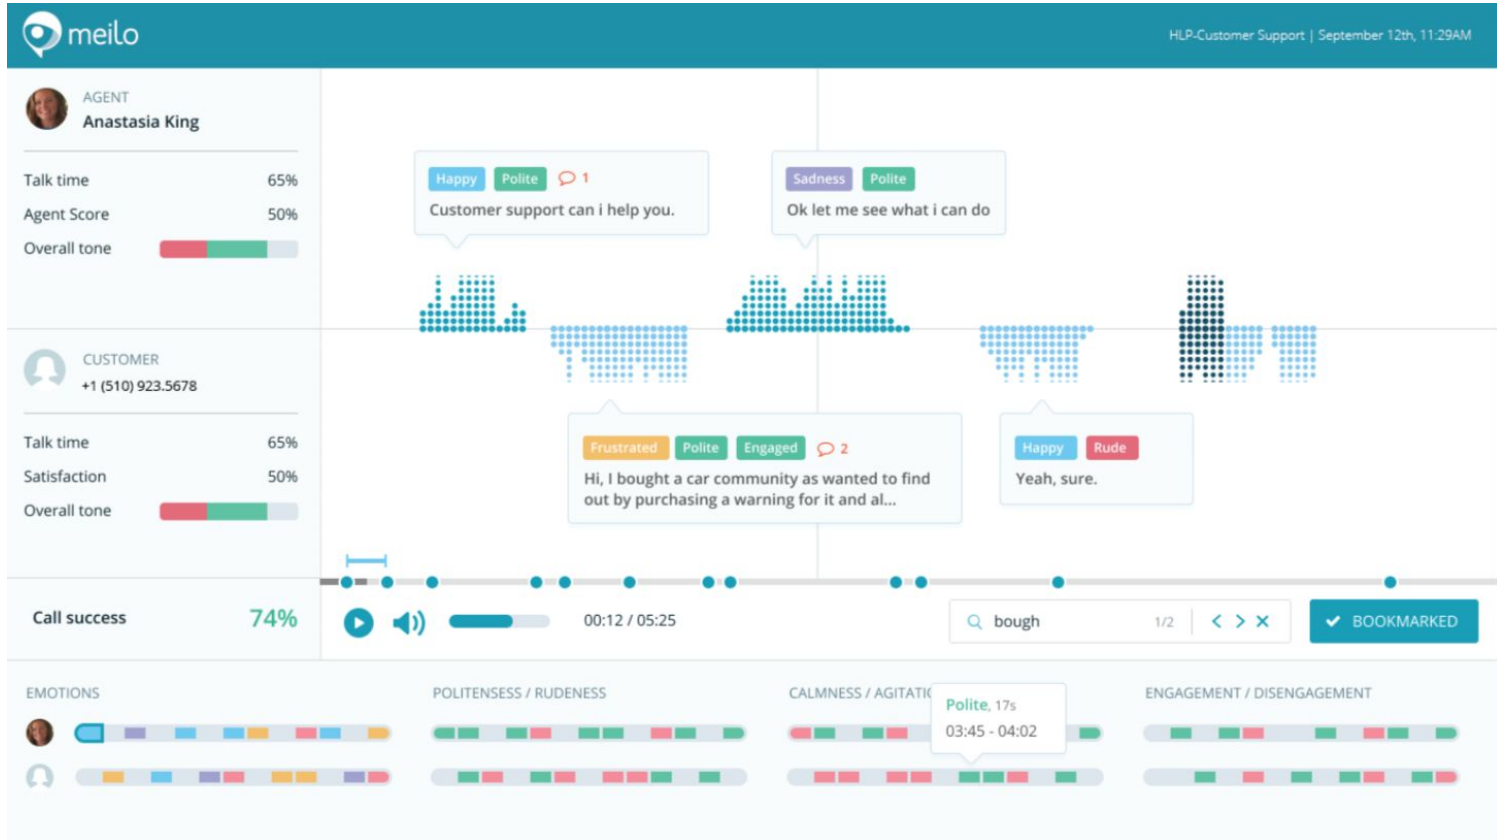 meilo
HLP-Customer Support | September 12th, 11:29AM
AGENT
Anastasia King
Talk time 65%
Agent Score 50%
Overall tone
Happy Polite 1
Customer support can i help you.
Sadness Polite
Ok let me see what i can do
CUSTOMER
+1 (510) 923.5678
Talk time 65%
Satisfaction 50%
Overall tone
Frustrated Polite Engaged 2
Hi, I bought a car community as wanted to find
out by purchasing a warning for it and al...
Happy Rude
Yeah, sure.
Call success 74%
00:12 / 05:25
bough 1/2
BOOKMARKED
EMOTIONS
POLITENSESS / RUDENESS
CALMNESS / AGITATIO
ENGAGEMENT / DISENGAGEMENT
Polite, 17s
03:45 - 04:02